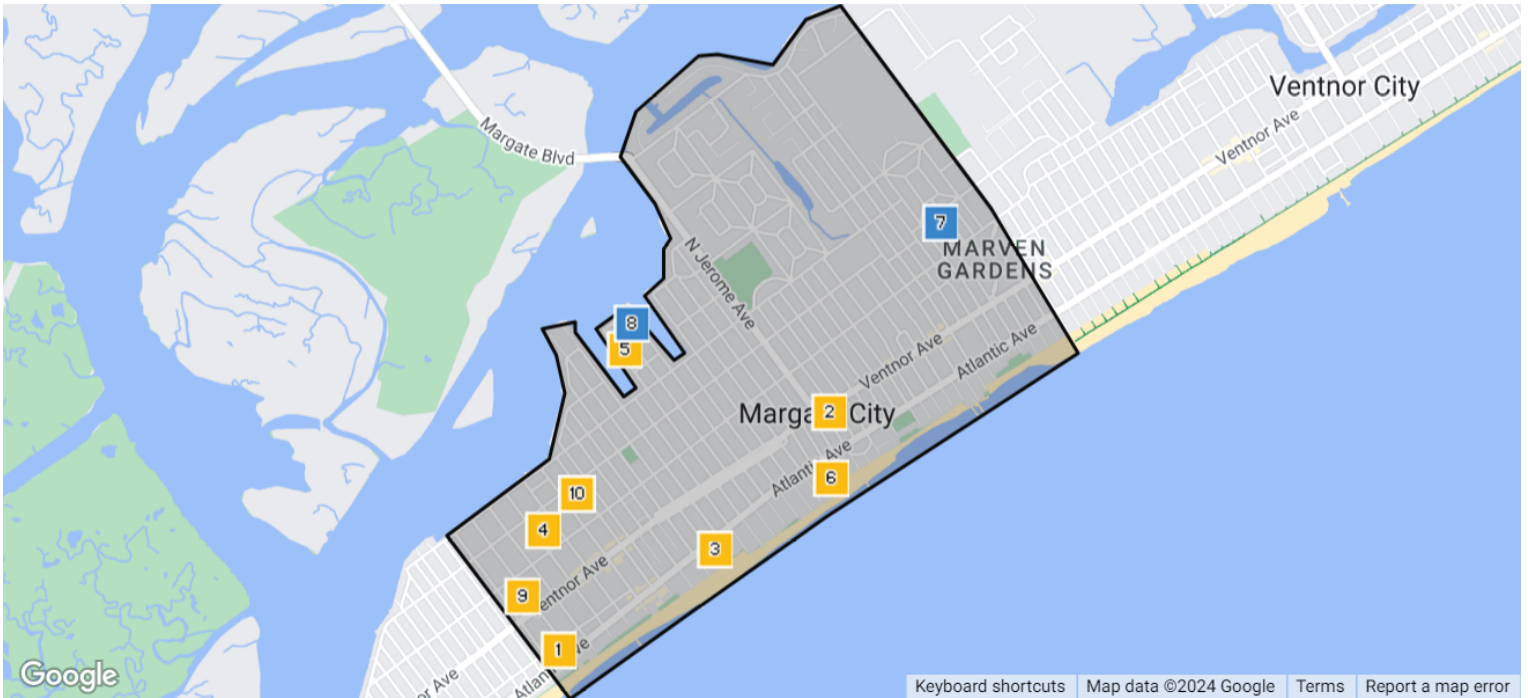 Ventnor City
Ventnor Ave
Margate Blvd
7
MARVEN
GARDENS
N Jerome Ave
8
5
Ventnor Ave
Atlantic Ave
2
Margate City
Atlantic Ave
6
10
4
3
9
Ventnor Ave
1
Atlantic Ave
Google
Keyboard shortcuts
Map data ©2024 Google
Terms
Report a map error